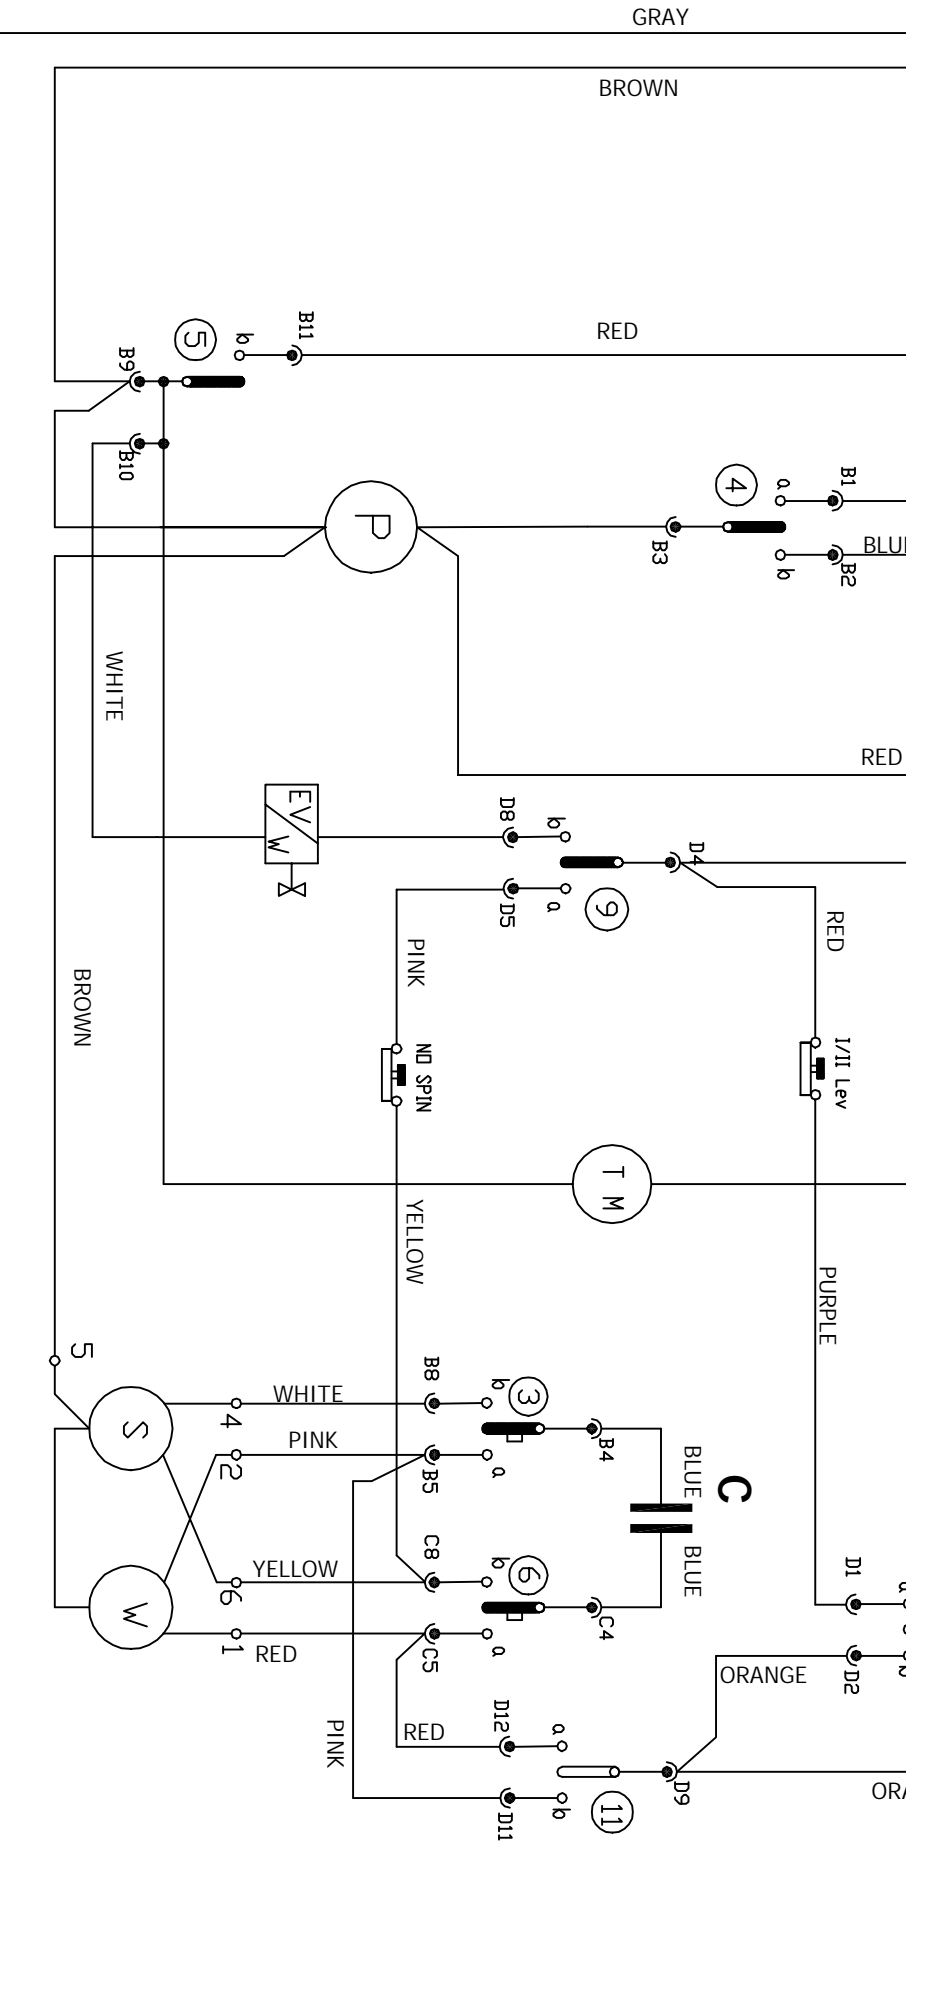 GRAY
BROWN
B11
RED
b
5
B9
B10
4
a
B1
P
B3
BLU
b
B2
WHITE
RED
EV
W
D8
b
D4
9
D5
a
RED
PINK
BROWN
NO SPIN
I/II Lev
T M
YELLOW
PURPLE
5
B8
b
3
WHITE
4
S
B4
PINK
2
B5
a
BLUE
C
C8
b
6
BLUE
D1
YELLOW
6
W
C4
1
RED
C5
a
D2
ORANGE
D12
a
RED
PINK
D9
ORA
D11
b
11